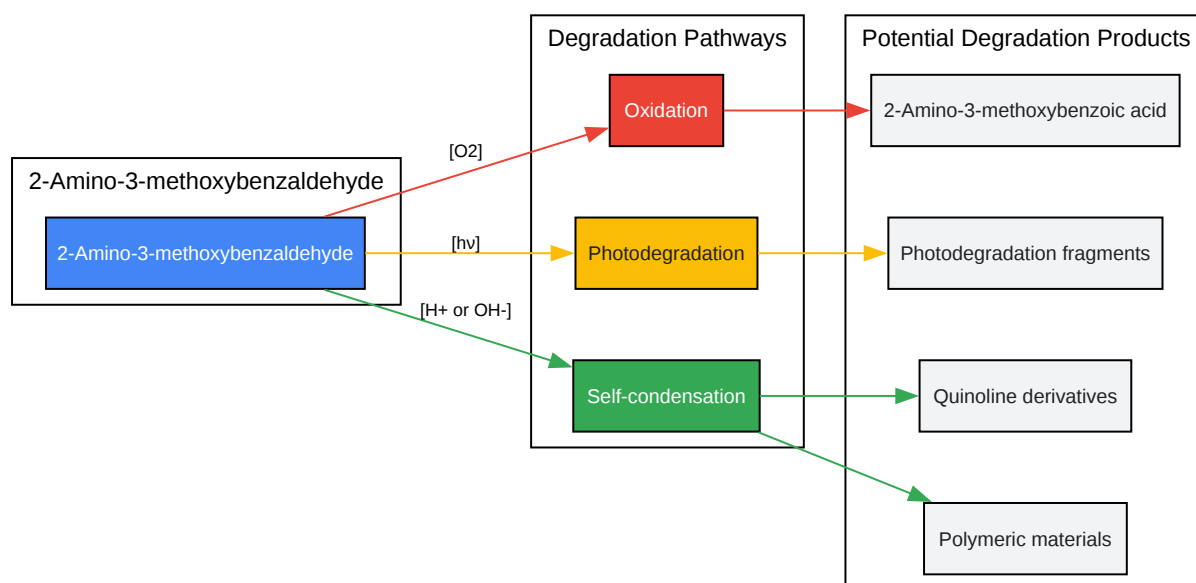 Degradation Pathways
Potential Degradation Products
Oxidation
2-Amino-3-methoxybenzoic acid
[O2]
2-Amino-3-methoxybenzaldehyde
2-Amino-3-methoxybenzaldehyde
[hν]
Photodegradation
Photodegradation fragments
[H+ or OH-]
Self-condensation
Quinoline derivatives
Polymeric materials